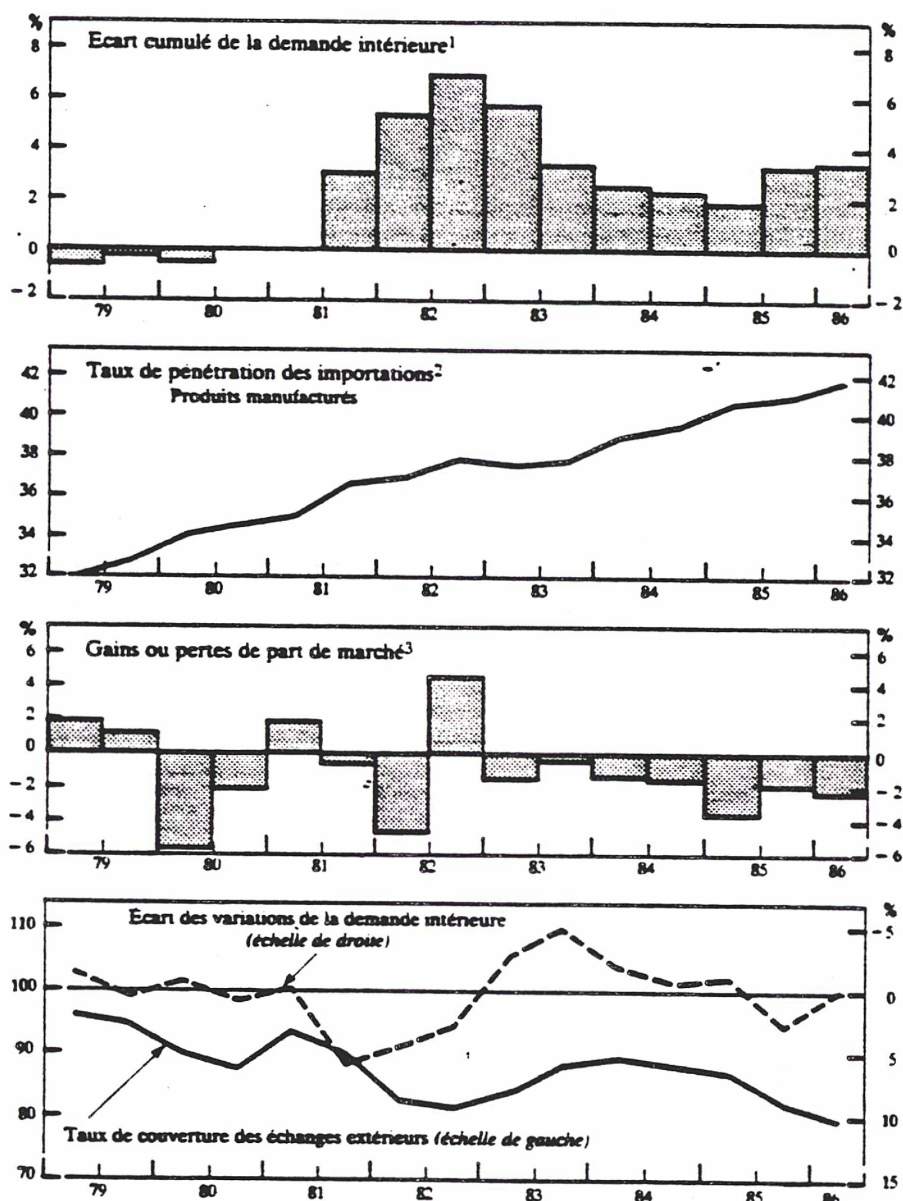 %
%
Ecart cumulé de la demande intérieure¹
8 8
6 6
4 4
2 2
0 0
-2 -2
79 80 81 82 83 84 85 86
Taux de pénétration des importations²
Produits manufacturés
42 42
40 40
38 38
36 36
34 34
32 32
79 80 81 82 83 84 85 86
% %
Gains ou pertes de part de marché³
6 6
4 4
2 2
0 0
-2 -2
-4 -4
-6 -6
79 80 81 82 83 84 85 86
%
Écart des variations de la demande intérieure
(échelle de droite)
110 -5
100 0
90 5
80 10
Taux de couverture des échanges extérieurs (échelle de gauche)
70 15
79 80 81 82 83 84 85 86